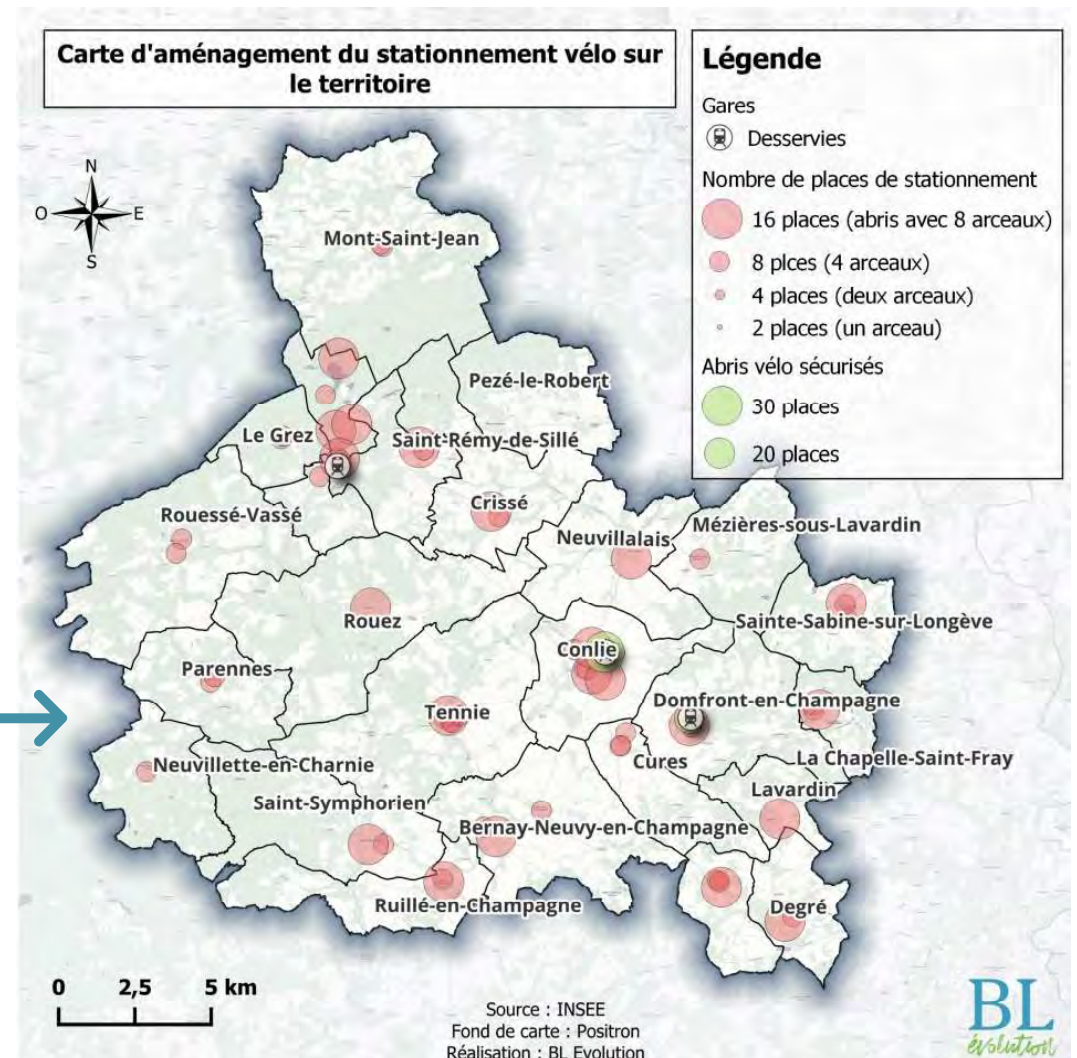 Carte d'aménagement du stationnement vélo sur
le territoire
Légende
Gares
Desservies
Nombre de places de stationnement
16 places (abris avec 8 arceaux)
8 plces (4 arceaux)
4 places (deux arceaux)
2 places (un arceau)
Abris vélo sécurisés
30 places
20 places
N
O
E
S
Mont-Saint-Jean
Pezé-le-Robert
Le Grez
Saint-Rémy-de-Sillé
Crissé
Rouessé-Vassé
Neuvillalais
Mézières-sous-Lavardin
Rouez
Sainte-Sabine-sur-Longève
Conlie
Parennes
Domfront-en-Champagne
Tennie
Neuvillette-en-Charnie
Cures
La Chapelle-Saint-Fray
Lavardin
Saint-Symphorien
Bernay-Neuvy-en-Champagne
Ruillé-en-Champagne
Degré
0 2,5 5 km
Source : INSEE
Fond de carte : Positron
Réalisation : BL Evolution
BL
évolution